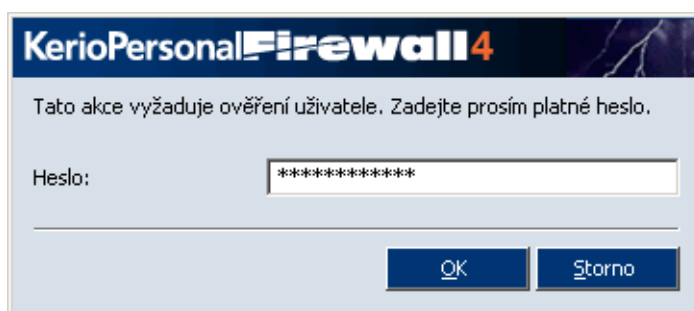 KerioPersonalFirewall4
Tato akce vyžaduje ověření uživatele. Zadejte prosím platné heslo.
Heslo: ************
OK Storno